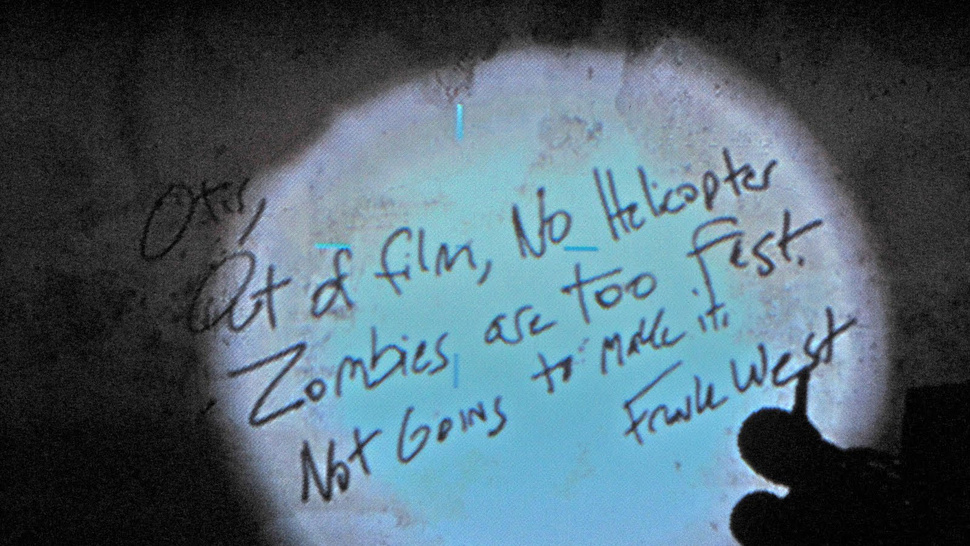 Otis,
Out of film, No Helicopter
Zombies are too fast.
Not Going to make it.
Frank West